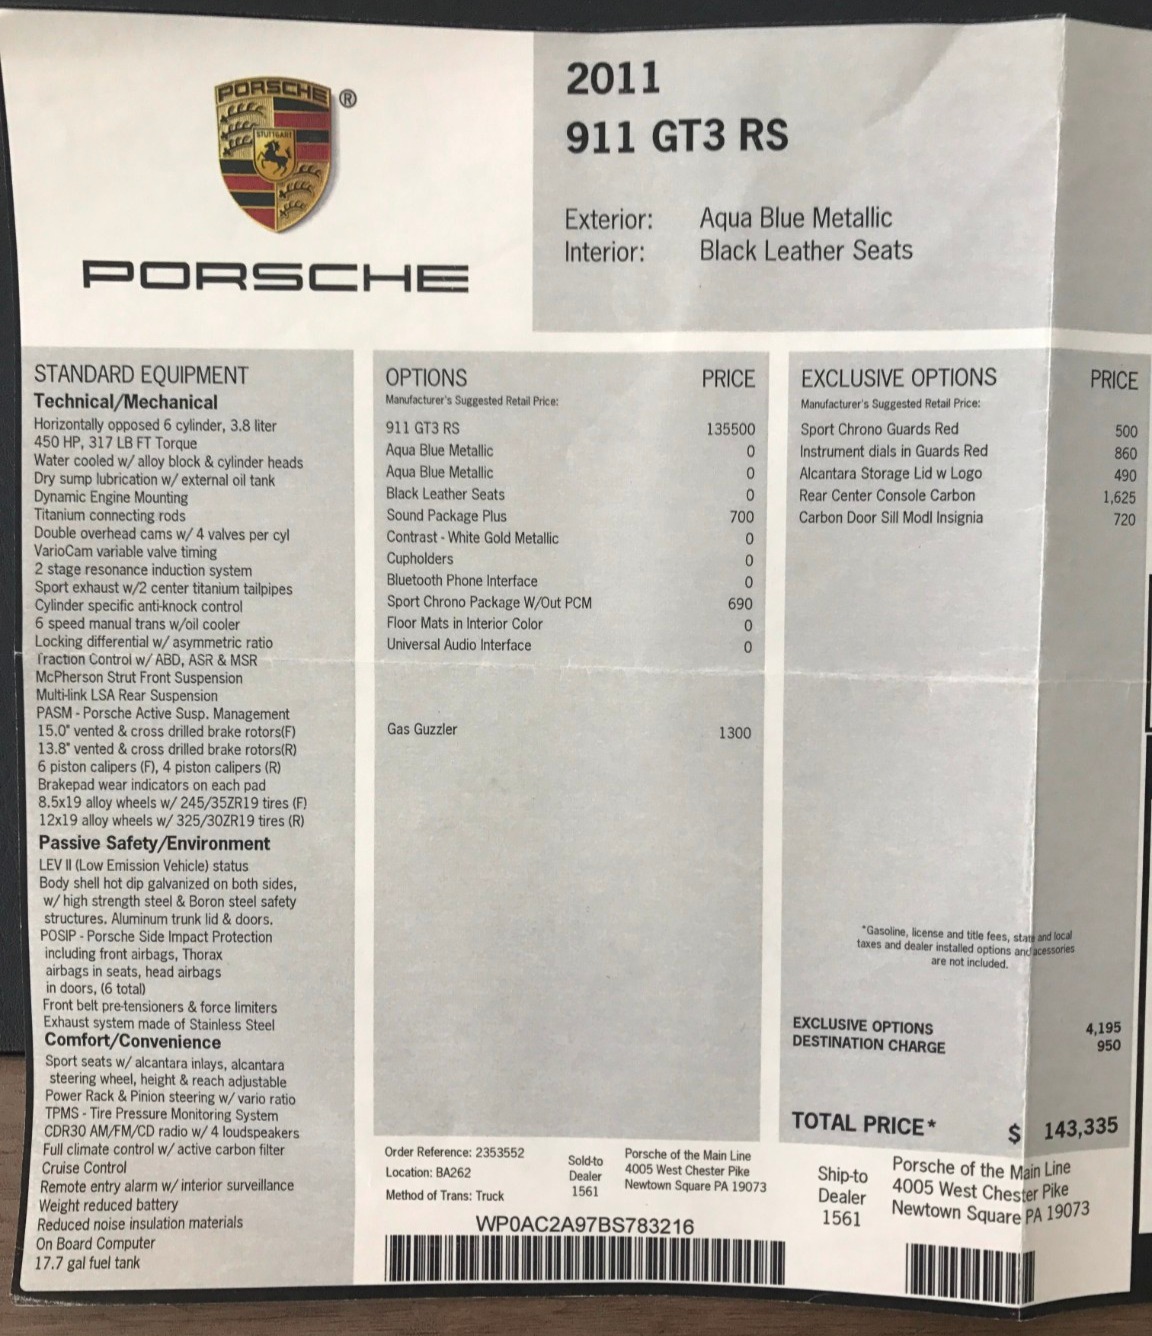 PORSCHE
STUTTGART
®
PORSCHE
2011
911 GT3 RS
Exterior: Aqua Blue Metallic
Interior: Black Leather Seats
STANDARD EQUIPMENT
Technical/Mechanical
Horizontally opposed 6 cylinder, 3.8 liter
450 HP, 317 LB FT Torque
Water cooled w/ alloy block & cylinder heads
Dry sump lubrication w/ external oil tank
Dynamic Engine Mounting
Titanium connecting rods
Double overhead cams w/ 4 valves per cyl
VarioCam variable valve timing
2 stage resonance induction system
Sport exhaust w/2 center titanium tailpipes
Cylinder specific anti-knock control
6 speed manual trans w/oil cooler
Locking differential w/ asymmetric ratio
Traction Control w/ ABD, ASR & MSR
McPherson Strut Front Suspension
Multi-link LSA Rear Suspension
PASM - Porsche Active Susp. Management
15.0" vented & cross drilled brake rotors(F)
13.8" vented & cross drilled brake rotors(R)
6 piston calipers (F), 4 piston calipers (R)
Brakepad wear indicators on each pad
8.5x19 alloy wheels w/ 245/35ZR19 tires (F)
12x19 alloy wheels w/ 325/30ZR19 tires (R)
Passive Safety/Environment
LEV II (Low Emission Vehicle) status
Body shell hot dip galvanized on both sides,
w/ high strength steel & Boron steel safety
structures. Aluminum trunk lid & doors.
POSIP - Porsche Side Impact Protection
including front airbags, Thorax
airbags in seats, head airbags
in doors, (6 total)
Front belt pre-tensioners & force limiters
Exhaust system made of Stainless Steel
Comfort/Convenience
Sport seats w/ alcantara inlays, alcantara
steering wheel, height & reach adjustable
Power Rack & Pinion steering w/ vario ratio
TPMS - Tire Pressure Monitoring System
CDR30 AM/FM/CD radio w/ 4 loudspeakers
Full climate control w/ active carbon filter
Cruise Control
Remote entry alarm w/ interior surveillance
Weight reduced battery
Reduced noise insulation materials
On Board Computer
17.7 gal fuel tank
OPTIONS PRICE
Manufacturer's Suggested Retail Price:
911 GT3 RS 135500
Aqua Blue Metallic 0
Aqua Blue Metallic 0
Black Leather Seats 0
Sound Package Plus 700
Contrast - White Gold Metallic 0
Cupholders 0
Bluetooth Phone Interface 0
Sport Chrono Package W/Out PCM 690
Floor Mats in Interior Color 0
Universal Audio Interface 0
Gas Guzzler 1300
EXCLUSIVE OPTIONS PRICE
Manufacturer's Suggested Retail Price:
Sport Chrono Guards Red 500
Instrument dials in Guards Red 860
Alcantara Storage Lid w Logo 490
Rear Center Console Carbon 1,625
Carbon Door Sill Modl Insignia 720
*Gasoline, license and title fees, state and local
taxes and dealer installed options and acessories
are not included.
EXCLUSIVE OPTIONS 4,195
DESTINATION CHARGE 950
TOTAL PRICE* $ 143,335
Order Reference: 2353552
Location: BA262
Method of Trans: Truck
Sold-to
Dealer
1561
Porsche of the Main Line
4005 West Chester Pike
Newtown Square PA 19073
WP0AC2A97BS783216
Ship-to
Dealer
1561
Porsche of the Main Line
4005 West Chester Pike
Newtown Square PA 19073